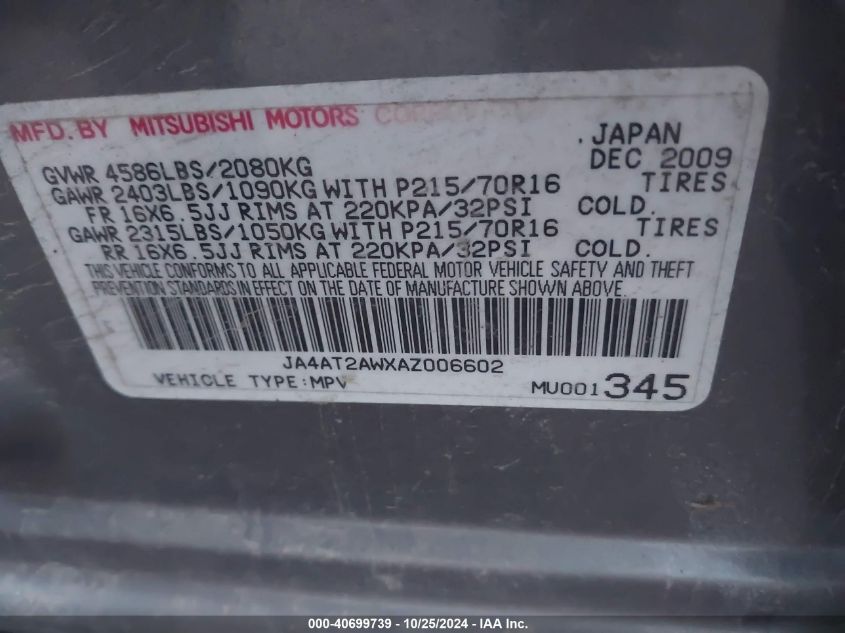 MFD. BY MITSUBISHI MOTORS CORPORATION, JAPAN
GVWR 4586LBS/2080KG DEC 2009
GAWR 2403LBS/1090KG WITH P215/70R16 TIRES
FR 16X6.5JJ RIMS AT 220KPA/32PSI COLD.
GAWR 2315LBS/1050KG WITH P215/70R16 TIRES
RR 16X6.5JJ RIMS AT 220KPA/32PSI COLD.
THIS VEHICLE CONFORMS TO ALL APPLICABLE FEDERAL MOTOR VEHICLE SAFETY AND THEFT
PREVENTION STANDARDS IN EFFECT ON THE DATE OF MANUFACTURE SHOWN ABOVE.
JA4AT2AWXAZ006602
VEHICLE TYPE:MPV MU001345
000-40699739 - 10/25/2024 - IAA Inc.